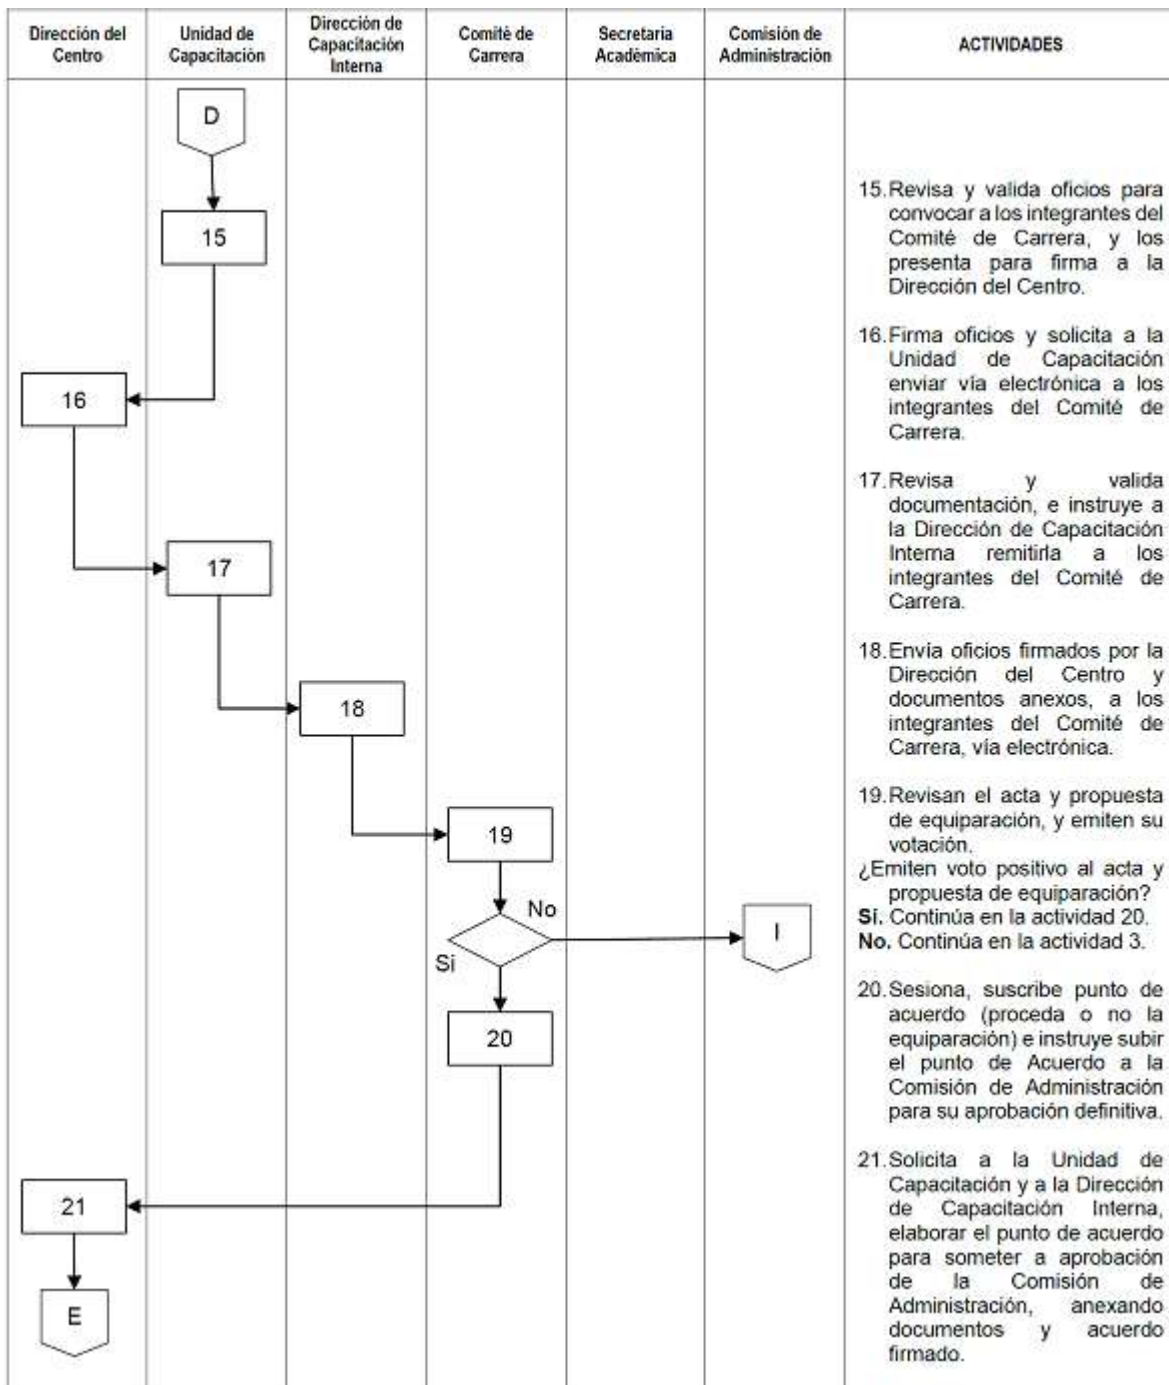 Dirección del
Centro
Unidad de
Capacitación
Dirección de
Capacitación
Interna
Comité de
Carrera
Secretaria
Académica
Comisión de
Administración
ACTIVIDADES
D
15
16
17
18
19
No
I
Si
20
21
E
15. Revisa y valida oficios para
convocar a los integrantes del
Comité de Carrera, y los
presenta para firma a la
Dirección del Centro.
16. Firma oficios y solicita a la
Unidad de Capacitación
enviar vía electrónica a los
integrantes del Comité de
Carrera.
17. Revisa y valida
documentación, e instruye a
la Dirección de Capacitación
Interna remitirla a los
integrantes del Comité de
Carrera.
18. Envía oficios firmados por la
Dirección del Centro y
documentos anexos, a los
integrantes del Comité de
Carrera, vía electrónica.
19. Revisan el acta y propuesta
de equiparación, y emiten su
votación.
¿Emiten voto positivo al acta y
propuesta de equiparación?
Sí. Continúa en la actividad 20.
No. Continúa en la actividad 3.
20. Sesiona, suscribe punto de
acuerdo (proceda o no la
equiparación) e instruye subir
el punto de Acuerdo a la
Comisión de Administración
para su aprobación definitiva.
21. Solicita a la Unidad de
Capacitación y a la Dirección
de Capacitación Interna,
elaborar el punto de acuerdo
para someter a aprobación
de la Comisión de
Administración, anexando
documentos y acuerdo
firmado.